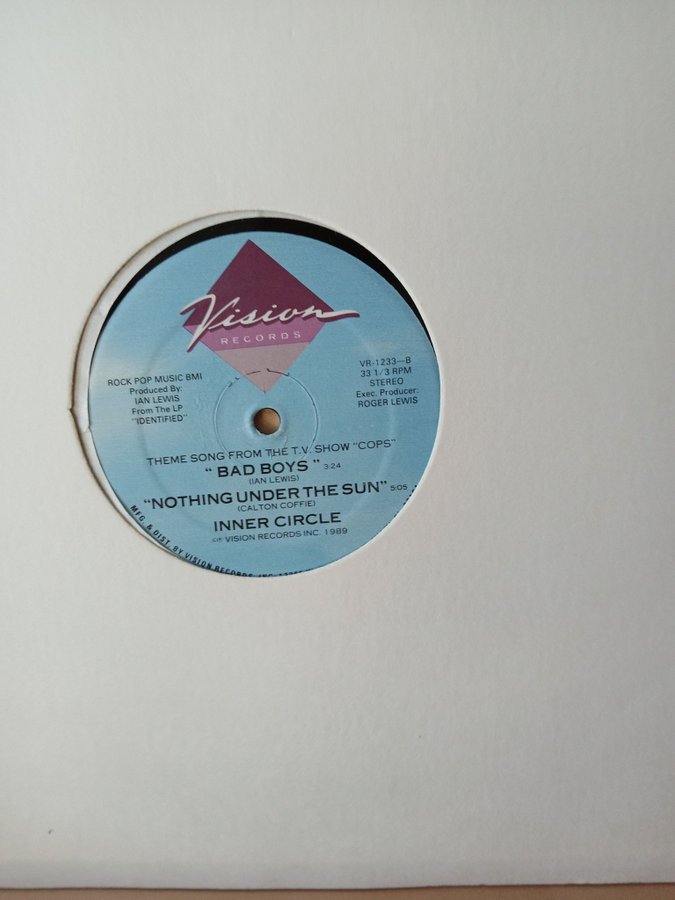 Vision
RECORDS
ROCK POP MUSIC BMI
Produced By:
IAN LEWIS
From The LP
"IDENTIFIED"
VR-1233—B
33 1/3 RPM
STEREO
Exec. Producer:
ROGER LEWIS
THEME SONG FROM THE T.V. SHOW "COPS"
"BAD BOYS" 3:24
(IAN LEWIS)
"NOTHING UNDER THE SUN" 5:05
(CALTON COFFIE)
INNER CIRCLE
©℗ VISION RECORDS INC. 1989
MFG. & DIST. BY VISION RECORDS, INC.